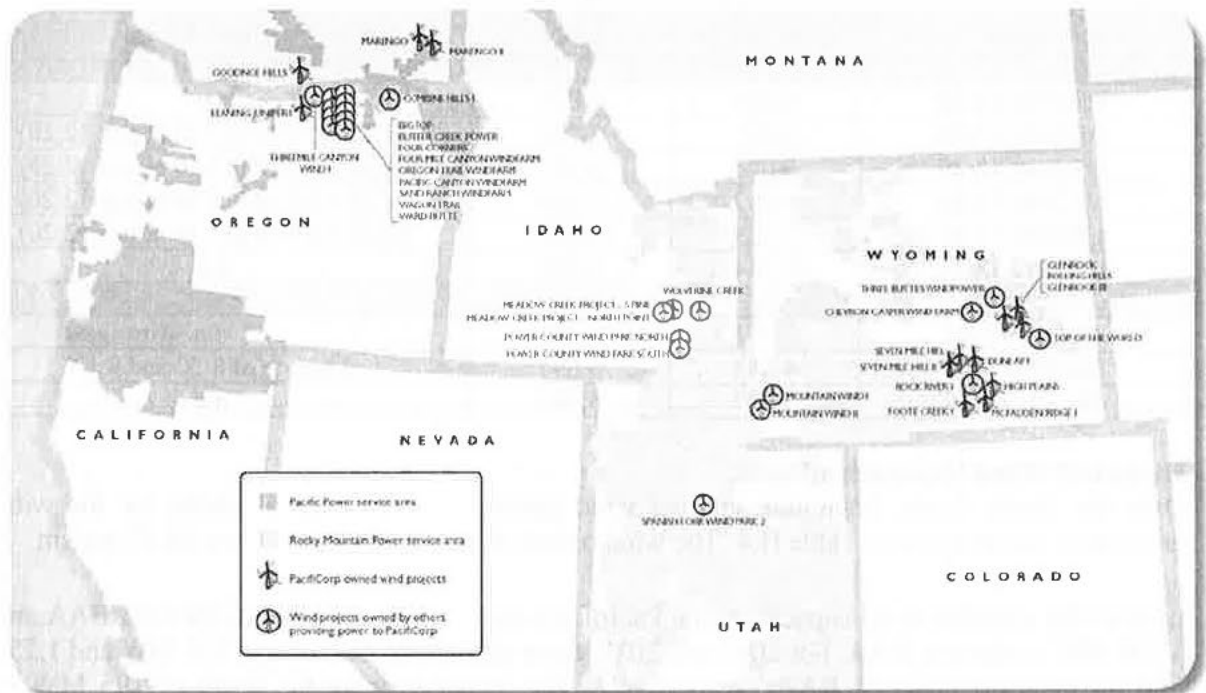 MONTANA
MARENGO
MARENGO II
GOODNOE HILLS
LEANING JUNIPER I
COMBINE HILLS I
THREEMILE CANYON
WIND I
BIG TOP
BUTTER CREEK POWER
FOUR CORNERS
FOUR MILE CANYON WINDFARM
OREGON TRAIL WINDFARM
PACIFIC CANYON WINDFARM
SAND RANCH WINDFARM
WAGON TRAIL
WARD BUTTE
OREGON
IDAHO
WYOMING
GLENROCK
ROLLING HILLS
GLENROCK III
THREE BUTTES WINDPOWER
CHEVRON CASPER WIND FARM
TOP OF THE WORLD
WOLVERINE CREEK
MEADOW CREEK PROJECT - 5 PINE
MEADOW CREEK PROJECT - NORTH POINT
POWER COUNTY WIND PARK NORTH
POWER COUNTY WIND PARK SOUTH
SEVEN MILE HILL
SEVEN MILE HILL II
DUNLAP I
ROCK RIVER I
HIGH PLAINS
FOOTE CREEK I
MCFADDEN RIDGE I
MOUNTAIN WIND I
MOUNTAIN WIND II
CALIFORNIA
NEVADA
Pacific Power service area
Rocky Mountain Power service area
PacifiCorp owned wind projects
Wind projects owned by others
providing power to PacifiCorp
SPANISH FORK WIND PARK 2
COLORADO
UTAH